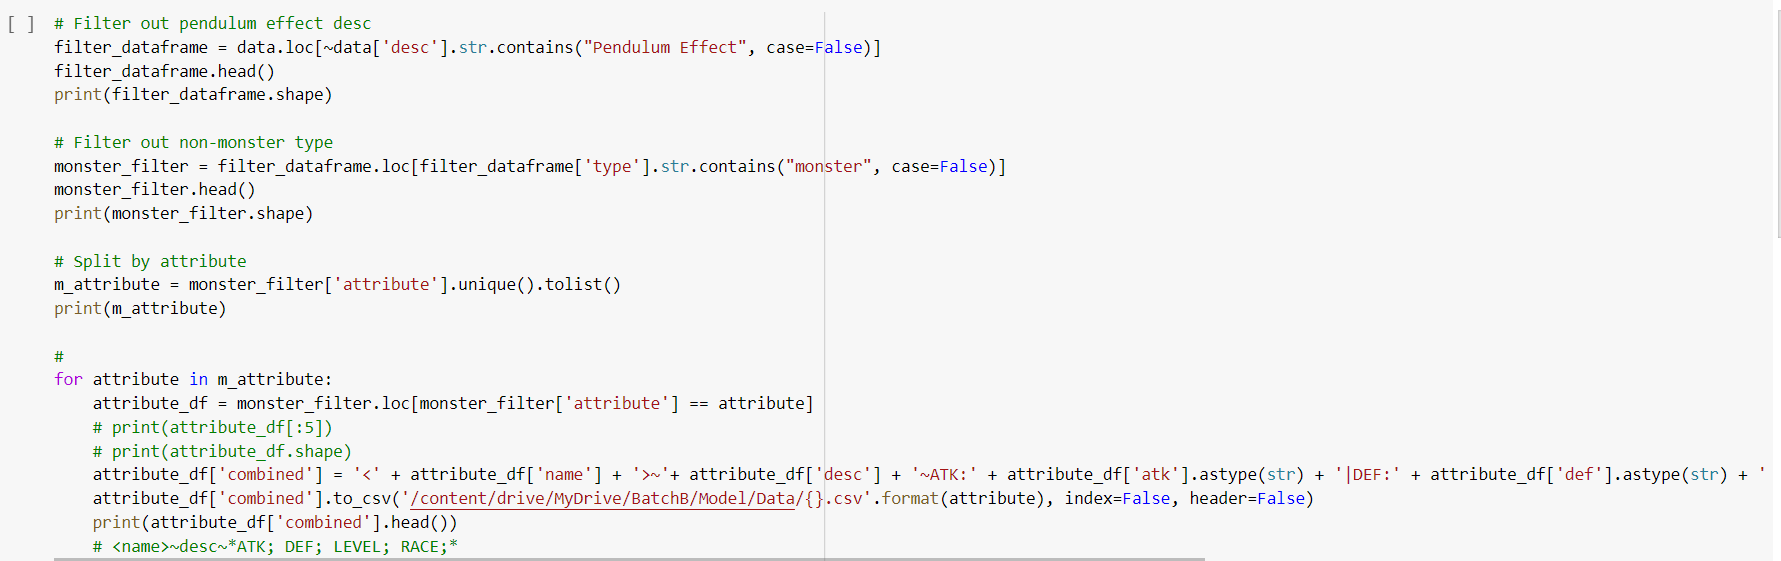 [ ] # Filter out pendulum effect desc
filter_dataframe = data.loc[~data['desc'].str.contains("Pendulum Effect", case=False)]
filter_dataframe.head()
print(filter_dataframe.shape)
# Filter out non-monster type
monster_filter = filter_dataframe.loc[filter_dataframe['type'].str.contains("monster", case=False)]
monster_filter.head()
print(monster_filter.shape)
# Split by attribute
m_attribute = monster_filter['attribute'].unique().tolist()
print(m_attribute)
#
for attribute in m_attribute:
    attribute_df = monster_filter.loc[monster_filter['attribute'] == attribute]
    # print(attribute_df[:5])
    # print(attribute_df.shape)
    attribute_df['combined'] = '<' + attribute_df['name'] + '>~'+ attribute_df['desc'] + '~ATK:' + attribute_df['atk'].astype(str) + '|DEF:' + attribute_df['def'].astype(str) + '
    attribute_df['combined'].to_csv('/content/drive/MyDrive/BatchB/Model/Data/{}.csv'.format(attribute), index=False, header=False)
    print(attribute_df['combined'].head())
    # <name>~desc~*ATK; DEF; LEVEL; RACE;*